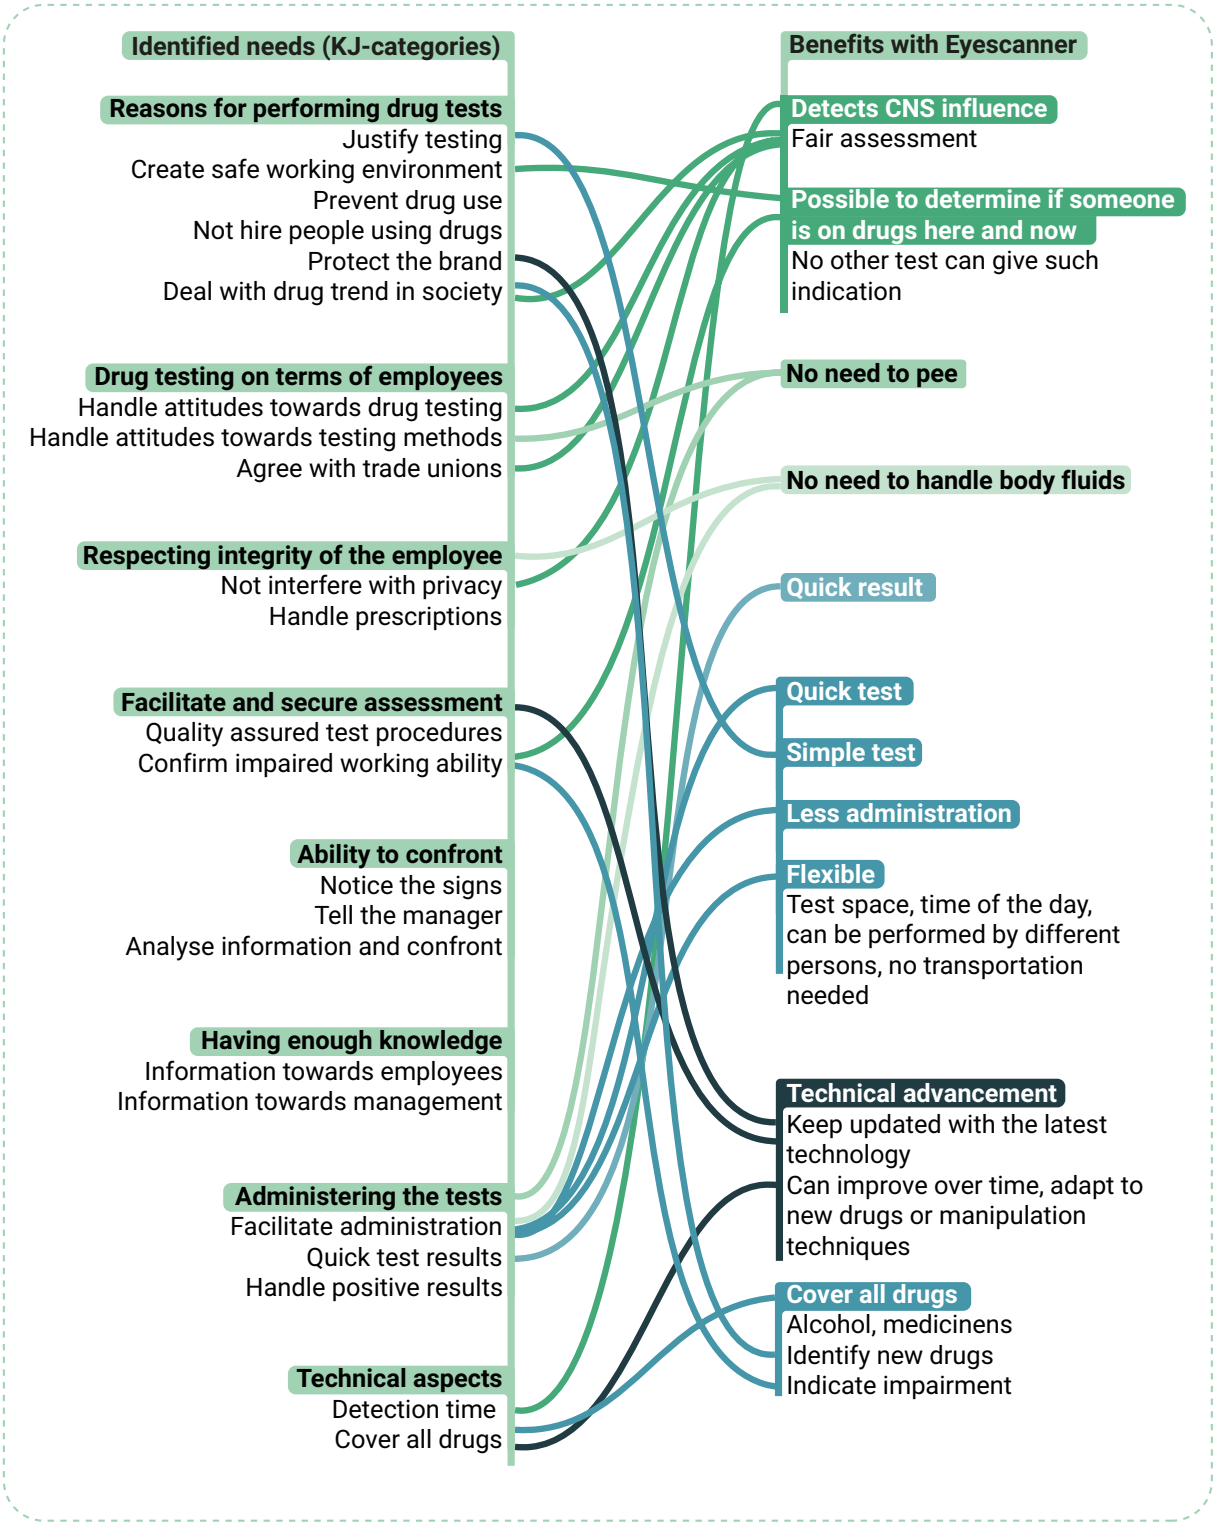 Identified needs (KJ-categories)
Reasons for performing drug tests
Justify testing
Create safe working environment
Prevent drug use
Not hire people using drugs
Protect the brand
Deal with drug trend in society
Drug testing on terms of employees
Handle attitudes towards drug testing
Handle attitudes towards testing methods
Agree with trade unions
Respecting integrity of the employee
Not interfere with privacy
Handle prescriptions
Facilitate and secure assessment
Quality assured test procedures
Confirm impaired working ability
Ability to confront
Notice the signs
Tell the manager
Analyse information and confront
Having enough knowledge
Information towards employees
Information towards management
Administering the tests
Facilitate administration
Quick test results
Handle positive results
Technical aspects
Detection time
Cover all drugs
Benefits with Eyescanner
Detects CNS influence
Fair assessment
Possible to determine if someone
is on drugs here and now
No other test can give such
indication
No need to pee
No need to handle body fluids
Quick result
Quick test
Simple test
Less administration
Flexible
Test space, time of the day,
can be performed by different
persons, no transportation
needed
Technical advancement
Keep updated with the latest
technology
Can improve over time, adapt to
new drugs or manipulation
techniques
Cover all drugs
Alcohol, medicinens
Identify new drugs
Indicate impairment